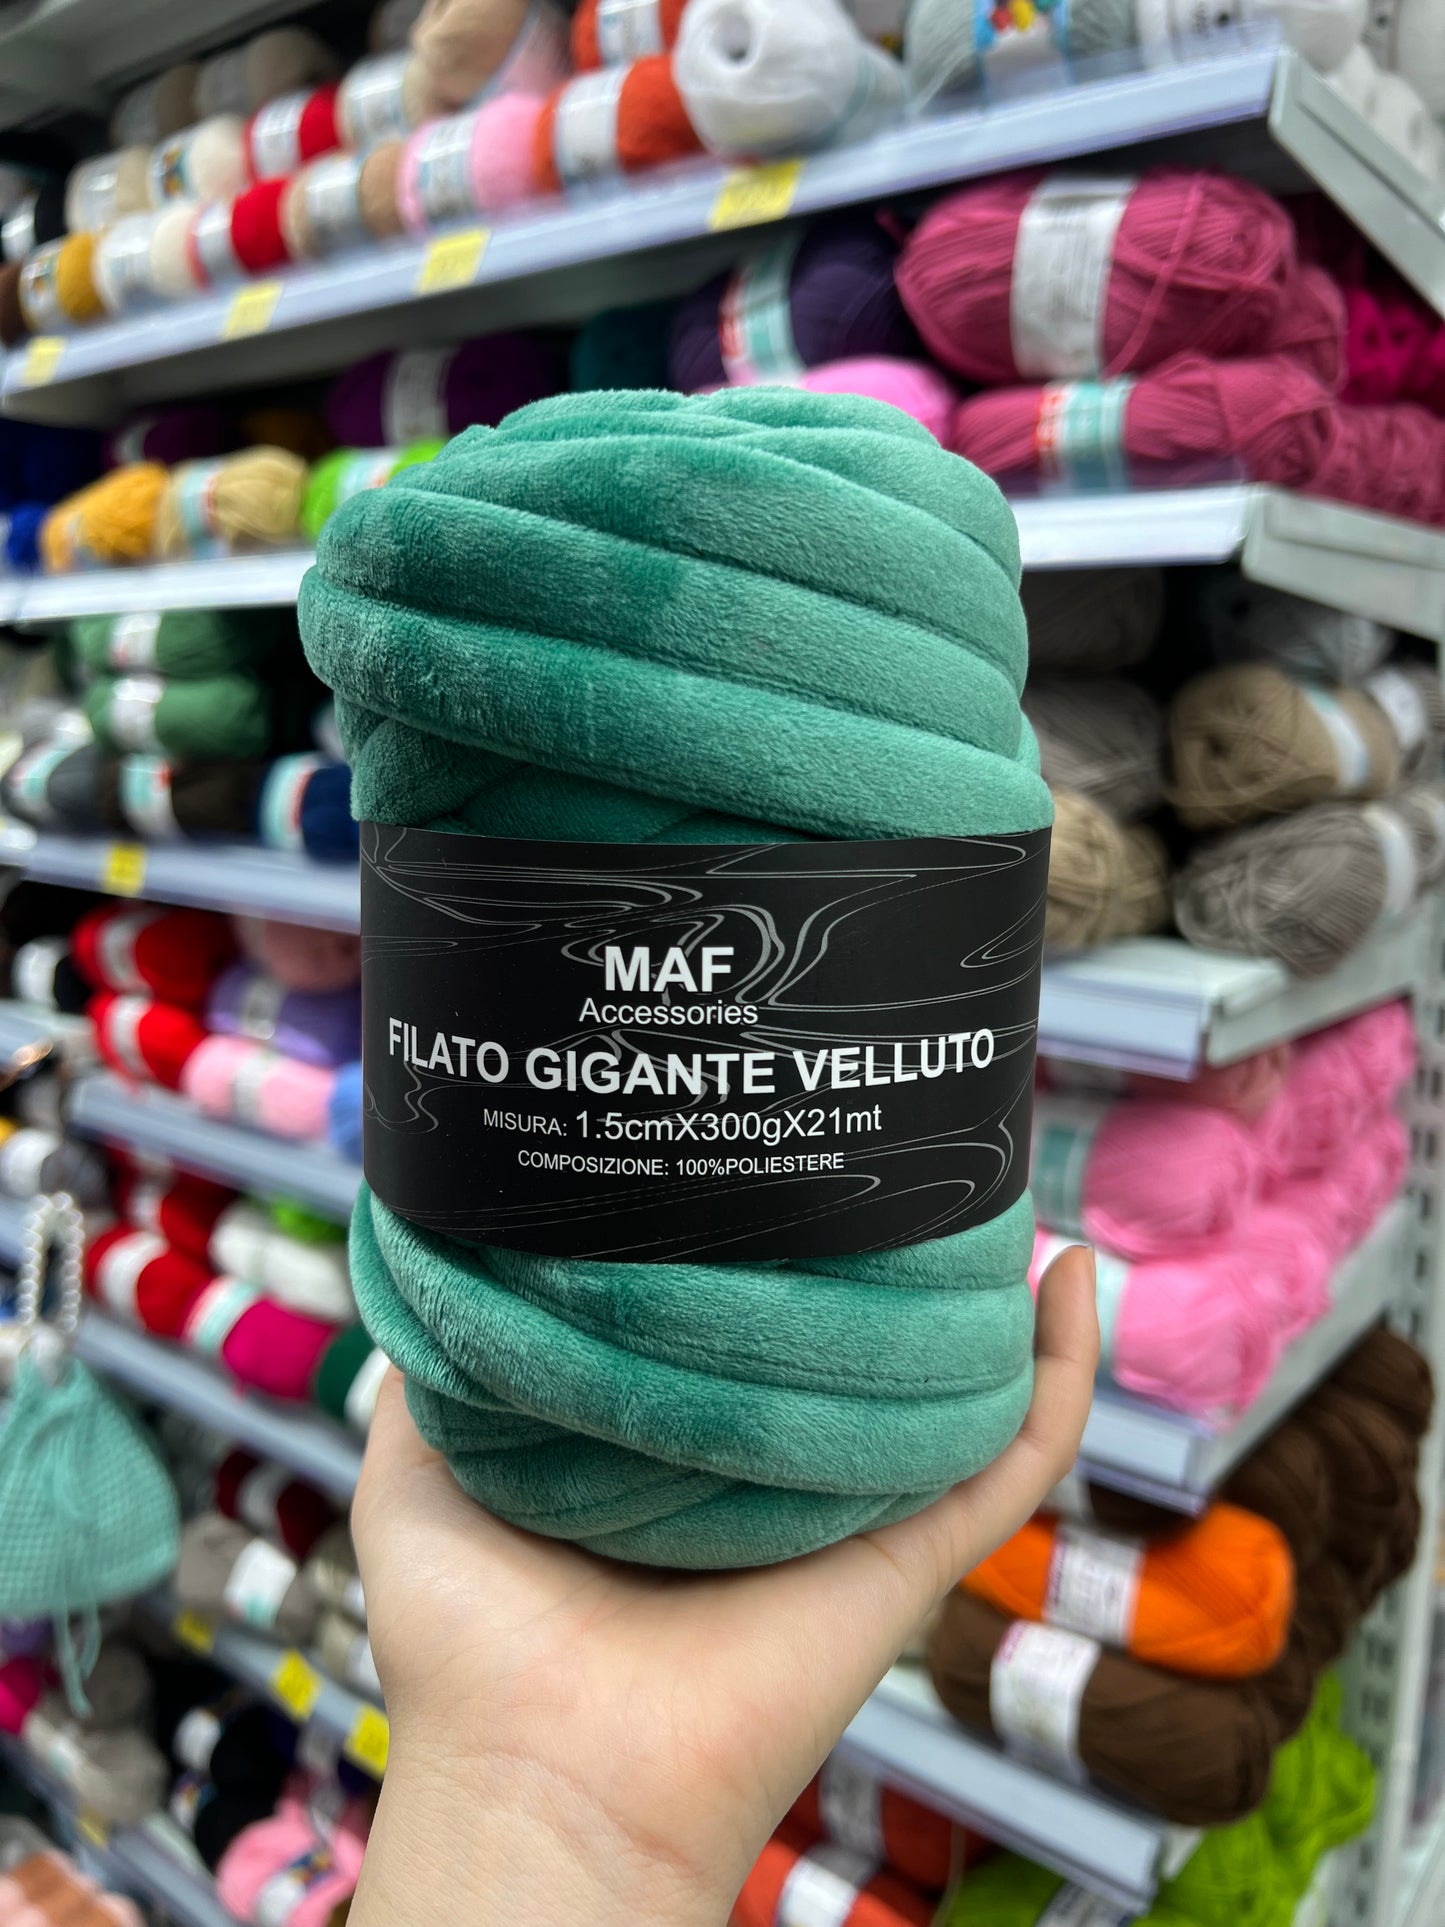 MAF
Accessories
FILATO GIGANTE VELLUTO
MISURA: 1.5cmX300gX21mt
COMPOSIZIONE: 100%POLIESTERE